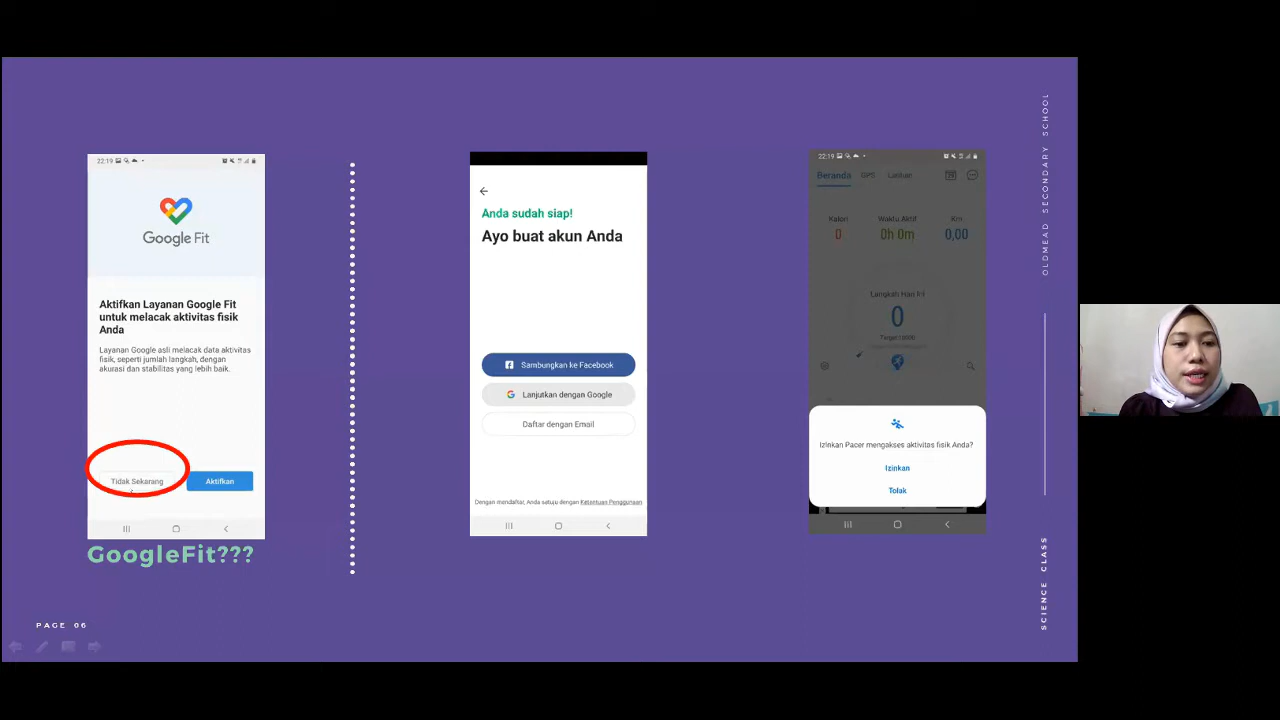 22:19
Google Fit
Aktifkan Layanan Google Fit
untuk melacak aktivitas fisik
Anda
Layanan Google asli melacak data aktivitas
fisik, seperti jumlah langkah, dengan
akurasi dan stabilitas yang lebih baik.
Tidak Sekarang
Aktifkan
GoogleFit???
PAGE 06
Anda sudah siap!
Ayo buat akun Anda
Sambungkan ke Facebook
Lanjutkan dengan Google
Daftar dengan Email
Dengan mendaftar, Anda setuju dengan Ketentuan Penggunaan
22:19
Beranda GPS Latihan
Kalori Waktu Aktif Km
0 0h 0m 0,00
Langkah Hari Ini
0
Target:10000
Izinkan Pacer mengakses aktivitas fisik Anda?
Izinkan
Tolak
OLDMEAD SECONDARY SCHOOL
SCIENCE CLASS